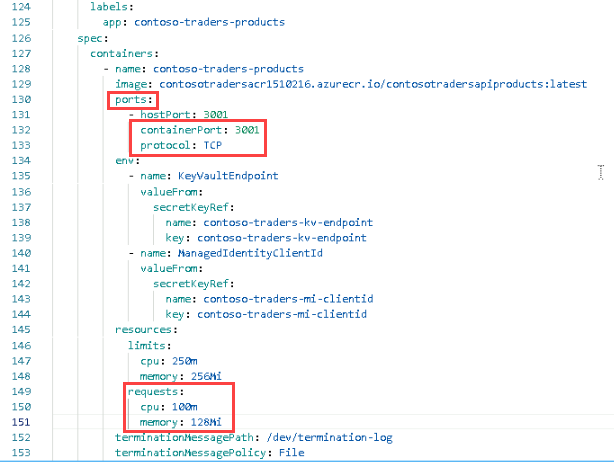 124 labels:
125 app: contoso-traders-products
126 spec:
127 containers:
128 - name: contoso-traders-products
129 image: contosotradersacr1510216.azurecr.io/contosotradersapiproducts:latest
130 ports:
131 - hostPort: 3001
132 containerPort: 3001
133 protocol: TCP
134 env:
135 - name: KeyVaultEndpoint
136 valueFrom:
137 secretKeyRef:
138 name: contoso-traders-kv-endpoint
139 key: contoso-traders-kv-endpoint
140 - name: ManagedIdentityClientId
141 valueFrom:
142 secretKeyRef:
143 name: contoso-traders-mi-clientid
144 key: contoso-traders-mi-clientid
145 resources:
146 limits:
147 cpu: 250m
148 memory: 256Mi
149 requests:
150 cpu: 100m
151 memory: 128Mi
152 terminationMessagePath: /dev/termination-log
153 terminationMessagePolicy: File